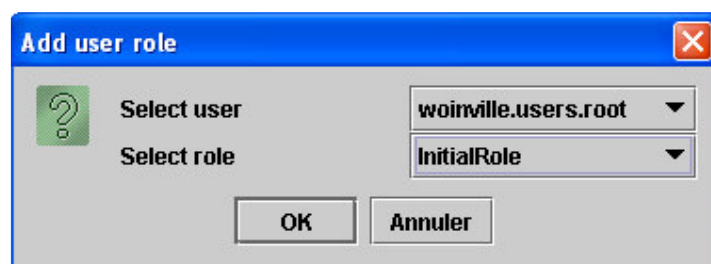 Add user role
Select user woinville.users.root
Select role InitialRole
OK Annuler